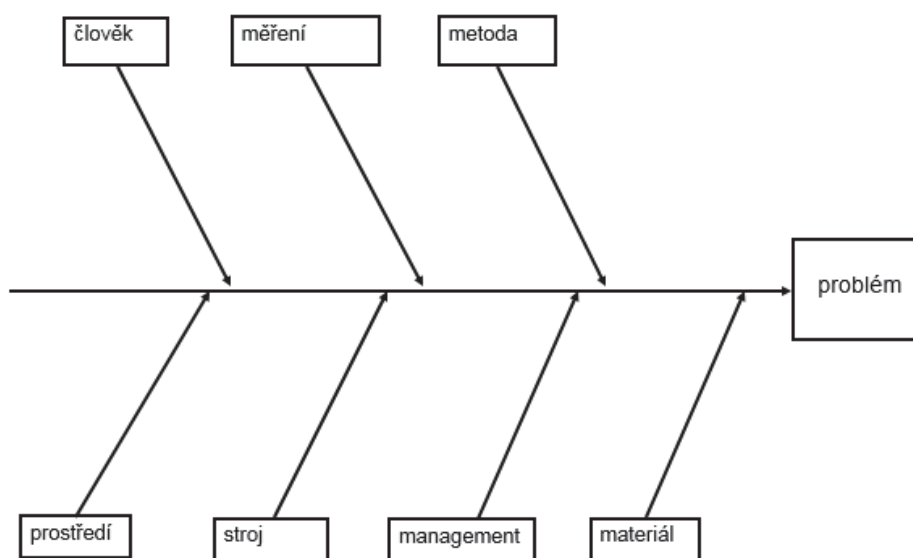 člověk
měření
metoda
problém
prostředí
stroj
management
materiál